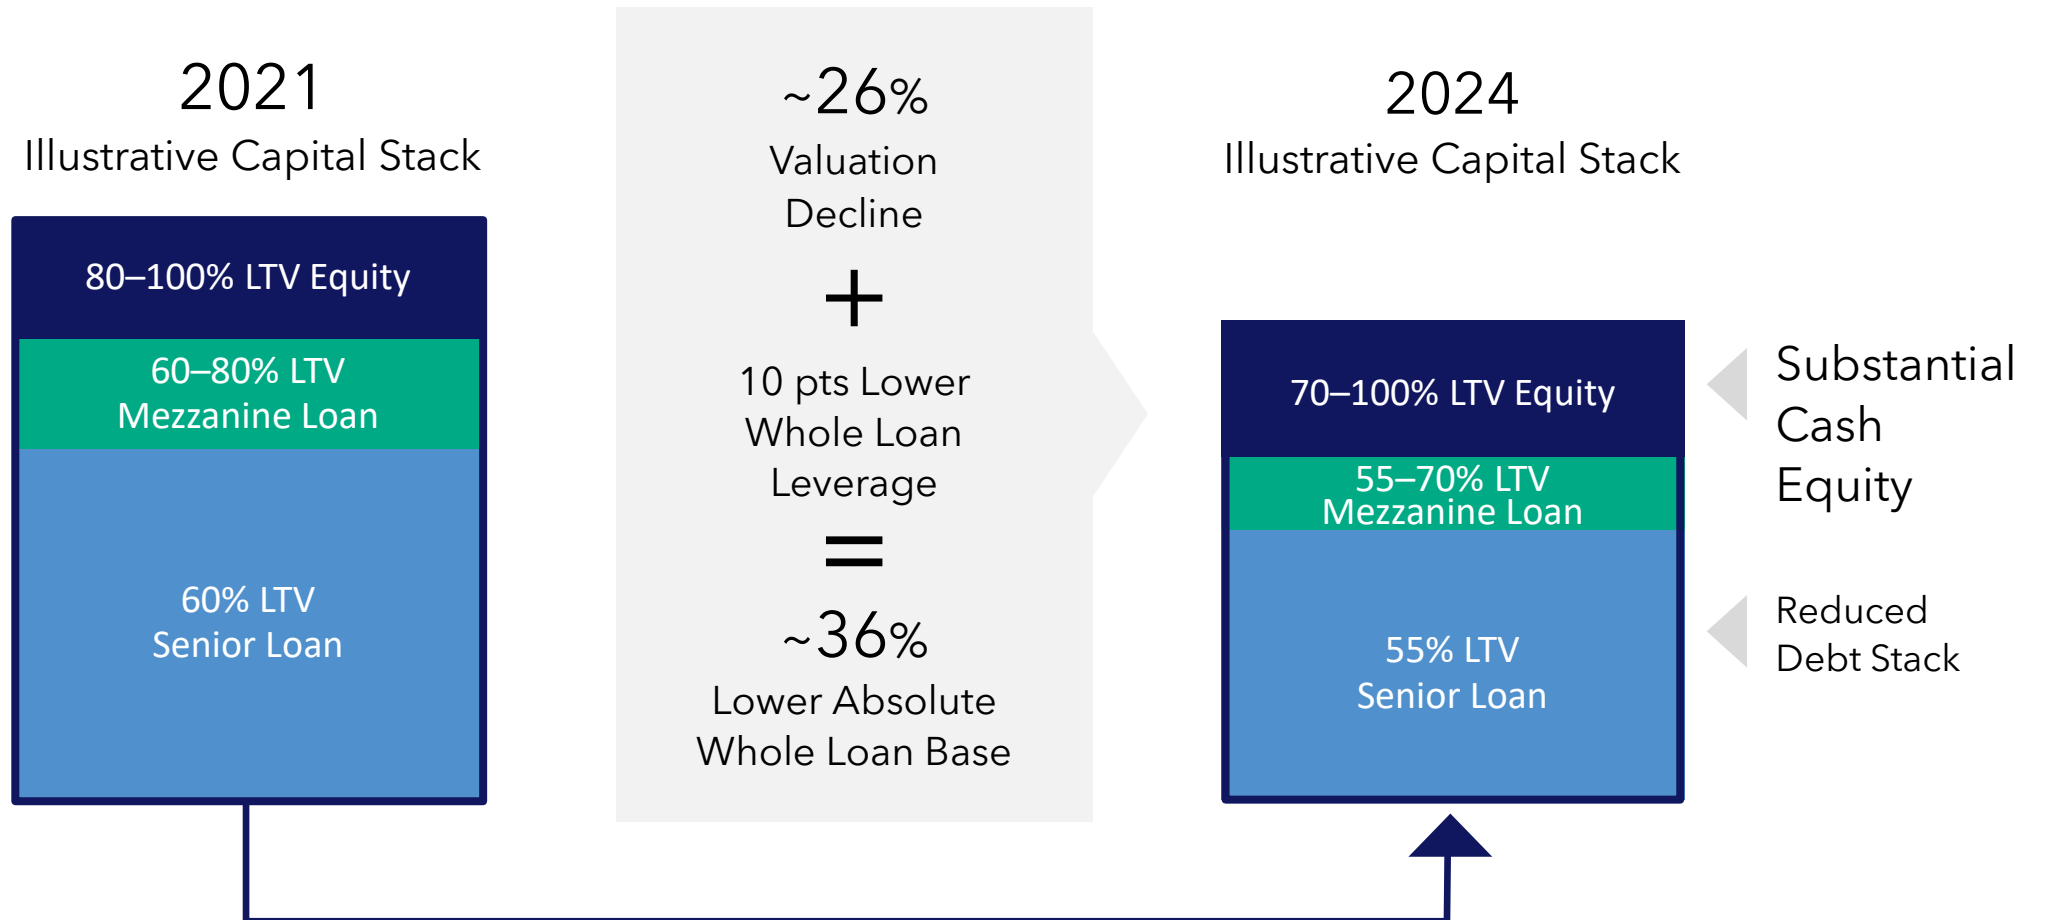 2021
Illustrative Capital Stack
80–100% LTV Equity
60–80% LTV
Mezzanine Loan
60% LTV
Senior Loan
~26%
Valuation
Decline
+
10 pts Lower
Whole Loan
Leverage
=
~36%
Lower Absolute
Whole Loan Base
2024
Illustrative Capital Stack
70–100% LTV Equity
55–70% LTV
Mezzanine Loan
55% LTV
Senior Loan
Substantial
Cash
Equity
Reduced
Debt Stack